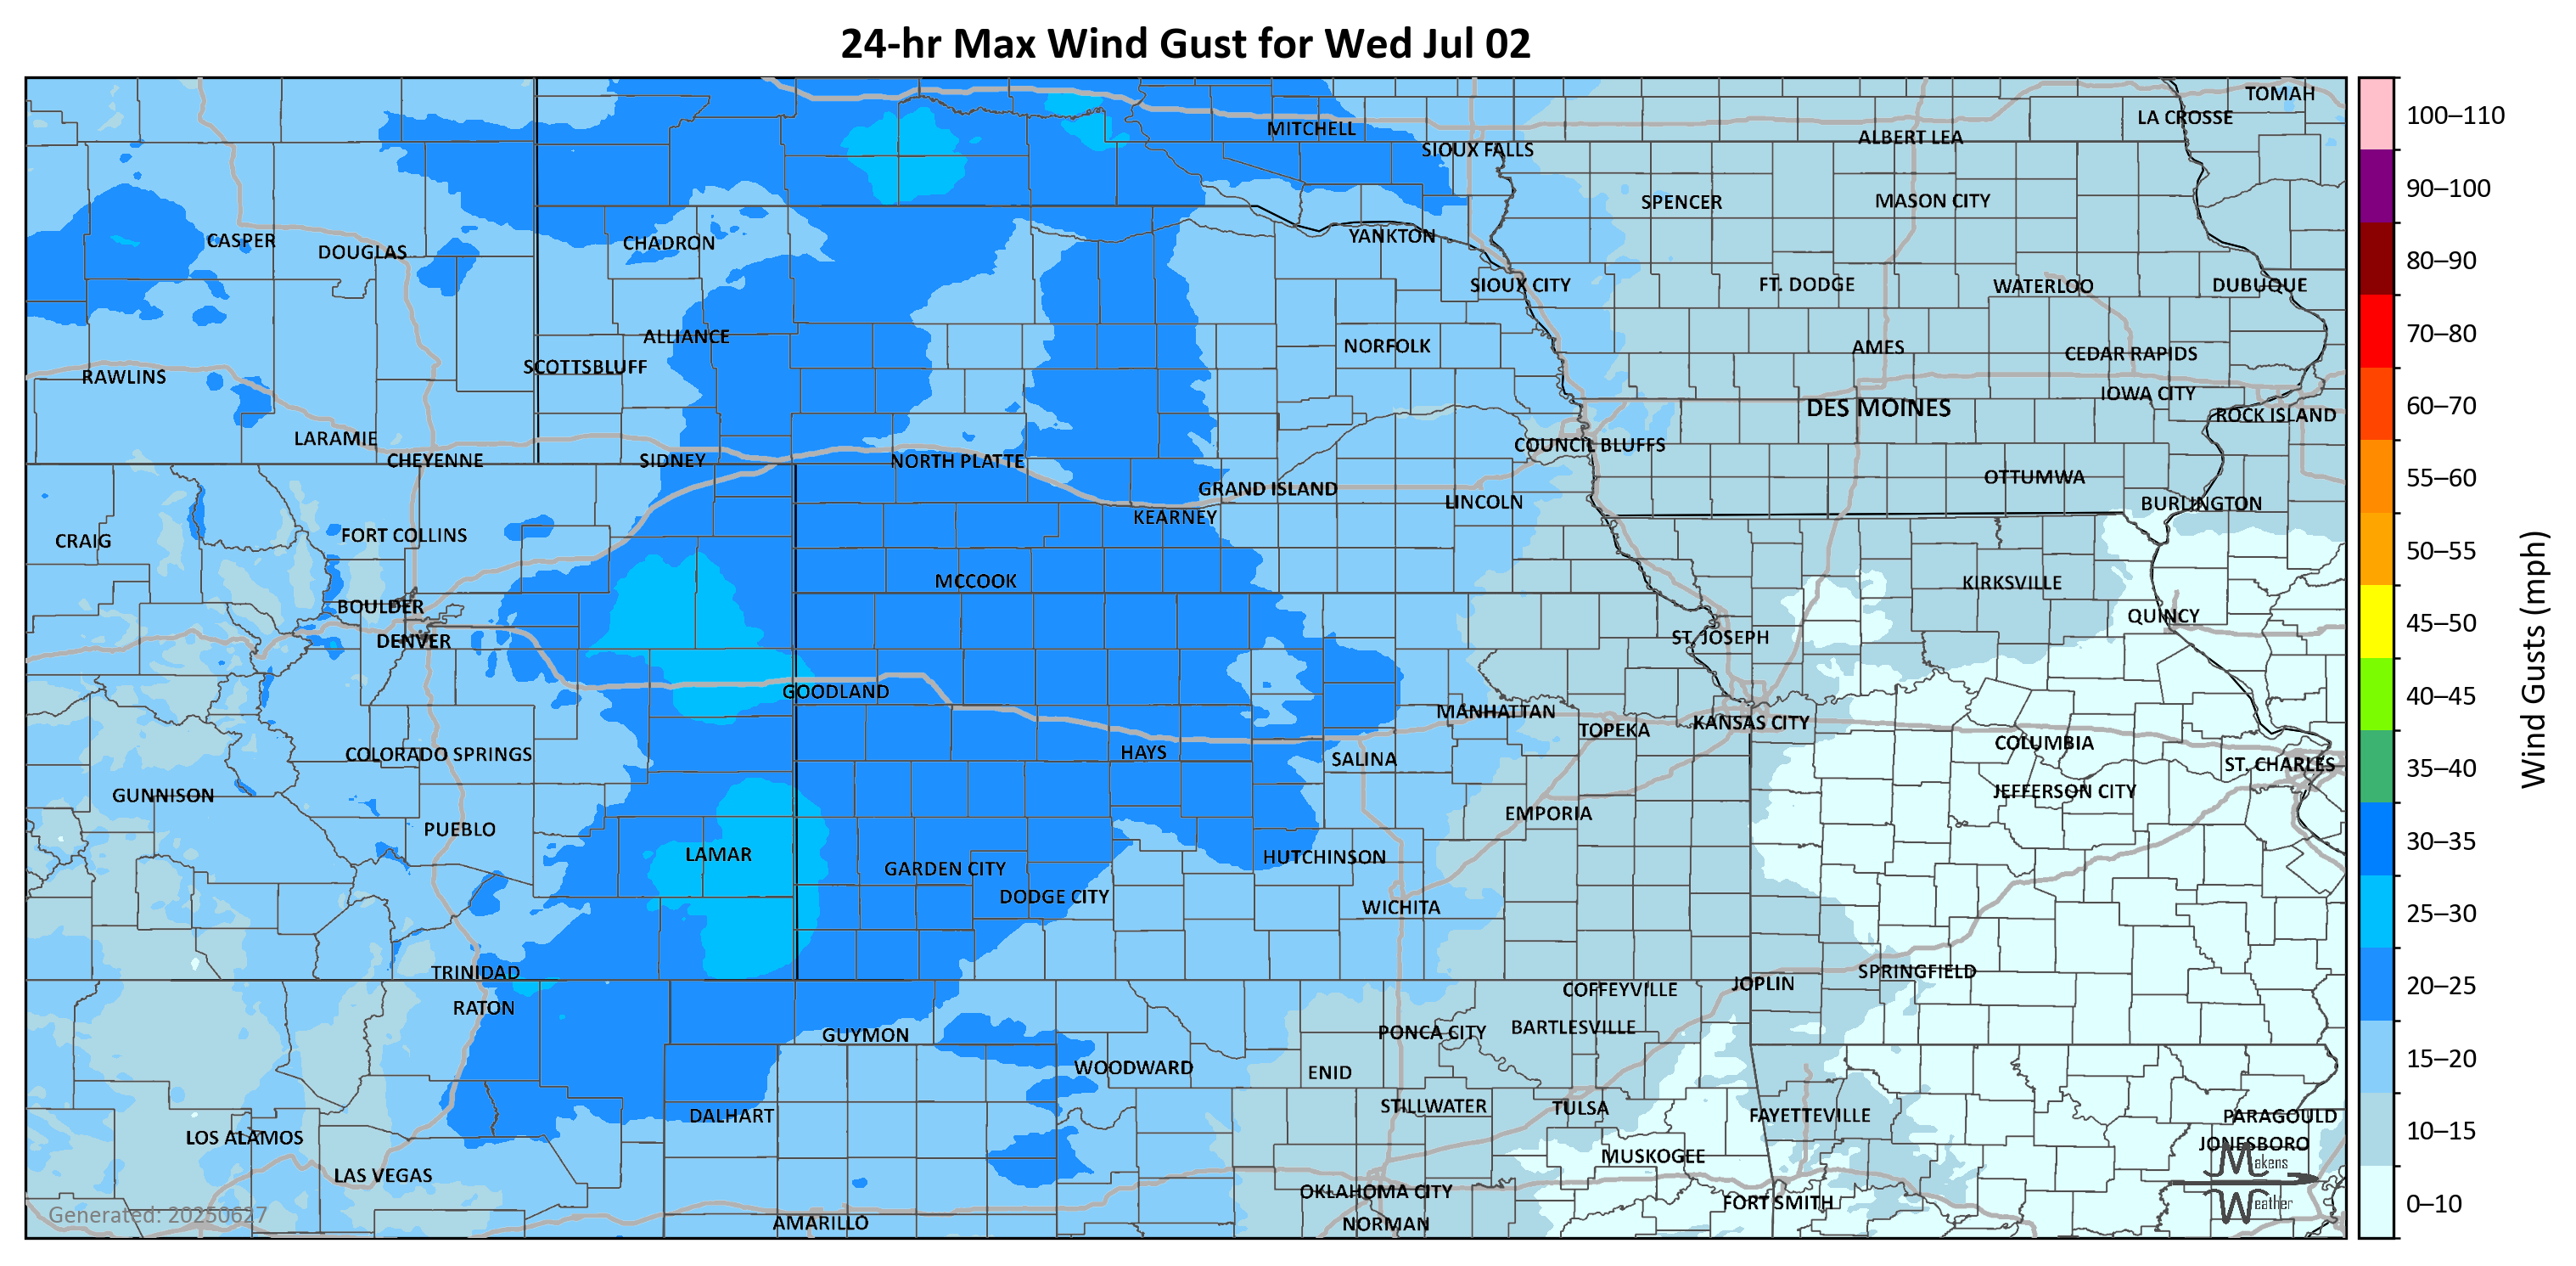 24-hr Max Wind Gust for Wed Jul 02
TOMAH
LA CROSSE
MITCHELL
ALBERT LEA
SIOUX FALLS
SPENCER
MASON CITY
CASPER
DOUGLAS
CHADRON
YANKTON
SIOUX CITY
FT. DODGE
WATERLOO
DUBUQUE
ALLIANCE
NORFOLK
AMES
CEDAR RAPIDS
SCOTTSBLUFF
RAWLINS
IOWA CITY
DES MOINES
ROCK ISLAND
LARAMIE
COUNCIL BLUFFS
CHEYENNE
SIDNEY
NORTH PLATTE
OTTUMWA
GRAND ISLAND
LINCOLN
BURLINGTON
KEARNEY
FORT COLLINS
CRAIG
MCCOOK
KIRKSVILLE
BOULDER
QUINCY
DENVER
ST. JOSEPH
GOODLAND
MANHATTAN
KANSAS CITY
TOPEKA
COLUMBIA
COLORADO SPRINGS
HAYS
SALINA
ST. CHARLES
GUNNISON
JEFFERSON CITY
EMPORIA
PUEBLO
LAMAR
HUTCHINSON
GARDEN CITY
DODGE CITY
WICHITA
TRINIDAD
SPRINGFIELD
JOPLIN
COFFEYVILLE
RATON
BARTLESVILLE
PONCA CITY
GUYMON
WOODWARD
ENID
STILLWATER
TULSA
DALHART
FAYETTEVILLE
PARAGOULD
LOS ALAMOS
JONESBORO
MUSKOGEE
LAS VEGAS
OKLAHOMA CITY
FORT SMITH
AMARILLO
NORMAN
Generated: 20250627
Makens
Weather
100–110
90–100
80–90
70–80
60–70
55–60
50–55
45–50
40–45
35–40
30–35
25–30
20–25
15–20
10–15
0–10
Wind Gusts (mph)